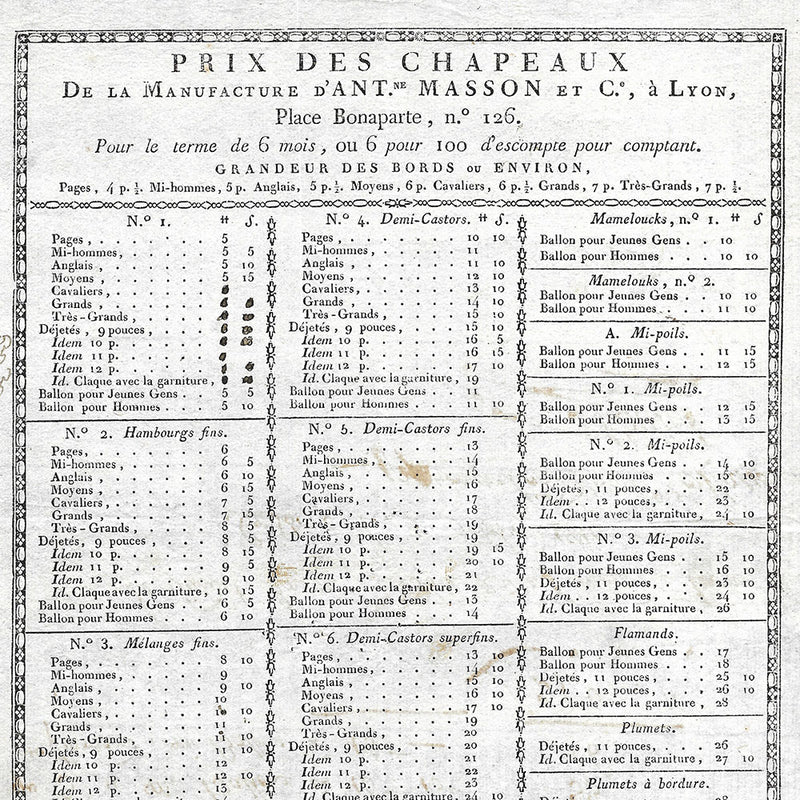 PRIX DES CHAPEAUX
De la Manufacture d'ANT.NE MASSON et C.e, à Lyon,
Place Bonaparte, n.º 126.
Pour le terme de 6 mois, ou 6 pour 100 d'escompte pour comptant.
GRANDEUR DES BORDS ou ENVIRON,
Pages, 4 p. ½. Mi-hommes, 5 p. Anglais, 5 p. ½. Moyens, 6 p. Cavaliers, 6 p. ½. Grands, 7 p. Très-Grands, 7 p. ½.
N.º 1. ₶ S.
Pages, . . . . . . 5
Mi-hommes, . . . . . 5 5
Anglais . . . . . . 5 10
Moyens . . . . . . 5 15
Cavaliers, . . . . .
Grands . . . . . .
Très-Grands, . . . .
Déjetés, 9 pouces, . . .
Idem 10 p. . . . .
Idem 11 p. . . . .
Idem 12 p. . . . .
Id. Claque avec la garniture,
Ballon pour Jeunes Gens . . 5 5
Ballon pour Hommes . . . 5 10
N.º 2. Hambourgs fins.
Pages, . . . . . . 6
Mi-hommes, . . . . . 6 5
Anglais . . . . . . 6 10
Moyens . . . . . . 6 15
Cavaliers, . . . . . 7 5
Grands , . . . . . 7 15
Très-Grands, . . . . 8 5
Déjetés, 9 pouces, . . . 8 5
Idem 10 p. . . . . 8 15
Idem 11 p. . . . . 9 5
Idem 12 p. . . . . 9 10
Id. Claque avec la garniture, 10 15
Ballon pour Jeunes Gens . . 6 5
Ballon pour Hommes . . . 6 10
N.º 3. Mélanges fins.
Pages, . . . . . . 8 10
Mi-hommes, . . . . . 9
Anglais . . . . . . 9 10
Moyens . . . . . . 10
Cavaliers, . . . . . 10
Grands . . . . . . 11
Très-Grands . . . . 11 10
Déjetés, 9 pouces, . . . 11 10
Idem 10 p. . . . . 12
Idem 11 p. . . . . 12 10
Idem 12 p. . . . . 13
N.º 4. Demi-Castors. ₶ S.
Pages, . . . . . . 10 10
Mi-hommes, . . . . . 11
Anglais . . . . . . 11 10
Moyens . . . . . . 12 10
Cavaliers, . . . . . 13 10
Grands . . . . . . 14 10
Très-Grands . . . . 15 10
Déjetés, 9 pouces, . . . 15 10
Idem 10 p. . . . . 16 5
Idem 11 p. . . . . 16 15
Idem 12 p. . . . . 17 10
Id. Claque avec la garniture, 19
Ballon pour Jeunes Gens . . 11
Ballon pour Hommes . . . 11 10
N.º 5. Demi-Castors fins.
Pages, . . . . . . 13
Mi-hommes, . . . . . 14
Anglais . . . . . . 15
Moyens . . . . . . 16
Cavaliers, . . . . . 17
Grands . . . . . . 18
Très-Grands . . . . 19
Déjetés, 9 pouces, . . . 19
Idem 10 p. . . . . 19 15
Idem 11 p. . . . . 20 10
Idem 12 p. . . . . 21
Id. Claque avec la garniture, 22
Ballon pour Jeunes Gens . . 13
Ballon pour Hommes . . . 14
N.º 6. Demi-Castors superfins.
Pages, . . . . . . 13 10
Mi-hommes, . . . . . 14 10
Anglais . . . . . . 15 10
Moyens . . . . . . 16 10
Cavaliers, . . . . . 17 10
Grands . . . . . . 19
Très-Grands . . . . 20
Déjetés, 9 pouces, . . . 20
Idem 10 p. . . . . 21
Idem 11 p. . . . . 22
Idem 12 p. . . . . 23
Id. Claque avec la garniture, 24 10
Mameloucks, n.º 1. ₶ S
Ballon pour Jeunes Gens . . 10
Ballon pour Hommes . . 10 10
Mamelouks, n.º 2.
Ballon pour Jeunes Gens . . 10 10
Ballon pour Hommes . . . 11 10
A. Mi-poils.
Ballon pour Jeunes Gens . . 11 15
Ballon pour Hommes . . . 12 15
N.º 1. Mi-poils.
Ballon pour Jeunes Gens . . 12 15
Ballon pour Hommes . . . 13 15
N.º 2. Mi-poils.
Ballon pour Jeunes Gens . . 14 10
Ballon pour Hommes . . . 15 10
Déjetés, 11 pouces, . . . 22
Idem . . 12 pouces, . . . 23
Id. Claque avec la garniture, 24 10
N.º 3. Mi-poils.
Ballon pour Jeunes Gens . . 15 10
Ballon pour Hommes . . . 16 10
Déjetés, 11 pouces, . . . 23 10
Idem . . 12 pouces, . . . 24 10
Id. Claque avec la garniture, 26
Flamands.
Ballon pour Jeunes Gens . . 17
Ballon pour Hommes . . . 18
Déjetés, 11 pouces, . . . 25 10
Idem . . 12 pouces, . . . 26 10
Id. Claque avec la garniture, 28
Plumets.
Déjetés, 11 pouces, . . . 26
Id. Claque avec la garniture, 27 10
Plumets à bordure.